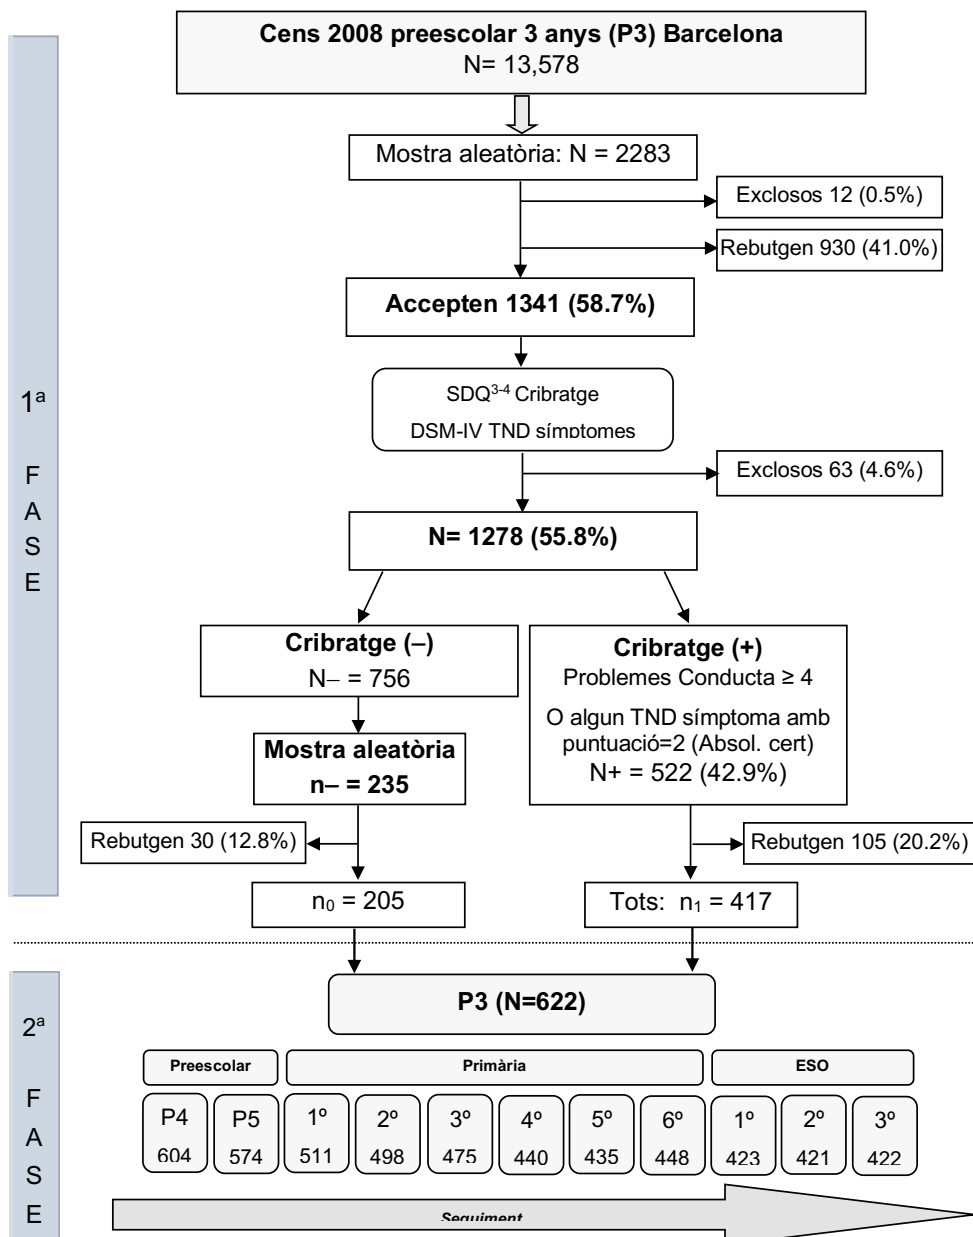 Cens 2008 preescolar 3 anys (P3) Barcelona
N= 13,578
Mostra aleatòria: N = 2283
Exclosos 12 (0.5%)
Rebutgen 930 (41.0%)
Accepten 1341 (58.7%)
SDQ3-4 Cribratge
DSM-IV TND símptomes
Exclosos 63 (4.6%)
N= 1278 (55.8%)
1ª
F
A
S
E
Cribratge (–)
N– = 756
Mostra aleatòria
n– = 235
Rebutgen 30 (12.8%)
n0 = 205
Cribratge (+)
Problemes Conducta ≥ 4
O algun TND símptoma amb
puntuació=2 (Absol. cert)
N+ = 522 (42.9%)
Rebutgen 105 (20.2%)
Tots: n1 = 417
2ª
F
A
S
E
P3 (N=622)
Preescolar Primària ESO
P4 P5 1º 2º 3º 4º 5º 6º 1º 2º 3º
604 574 511 498 475 440 435 448 423 421 422
Seguiment